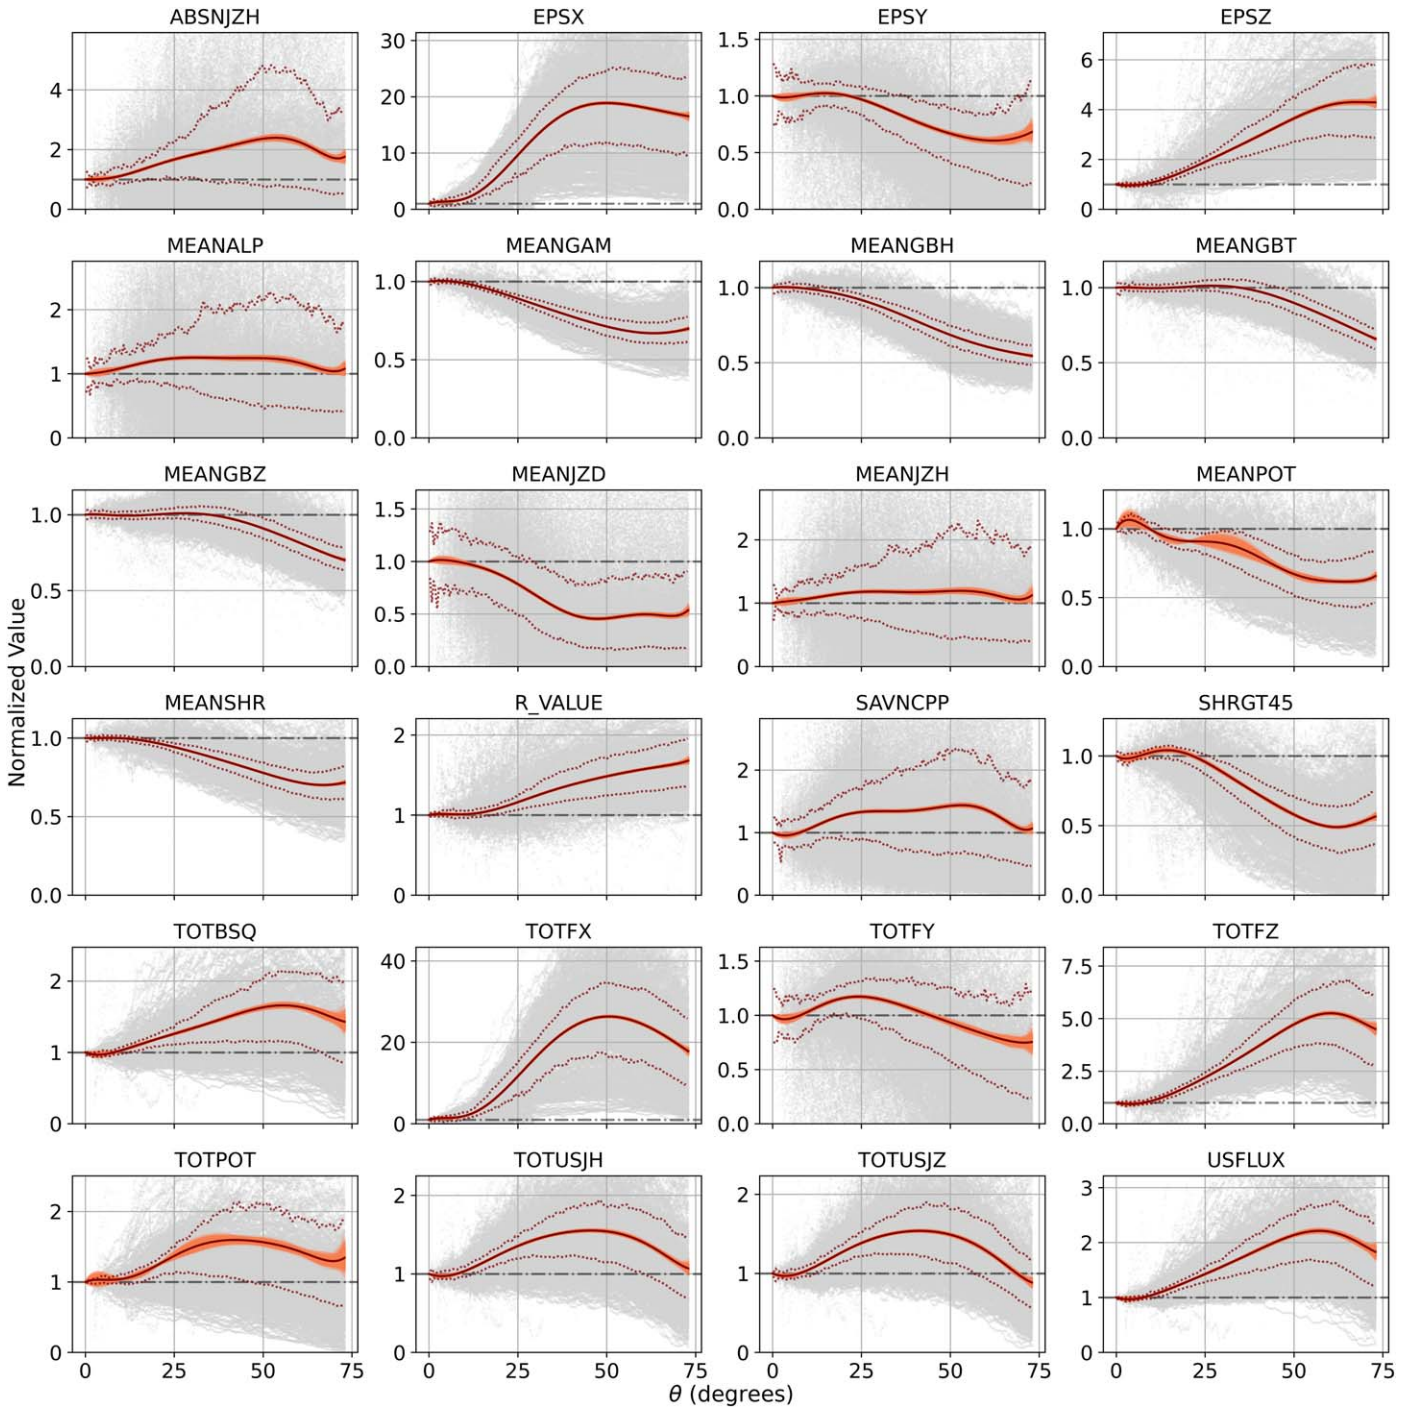 ABSNJZH EPSX EPSY EPSZ
4 2 0
30 20 10 0
1.5 1.0 0.5 0.0
6 4 2 0
MEANALP MEANGAM MEANGBH MEANGBT
2 1 0
1.0 0.5 0.0
1.0 0.5 0.0
1.0 0.5 0.0
MEANGBZ MEANJZD MEANJZH MEANPOT
1.0 0.5 0.0
1.5 1.0 0.5 0.0
2 1 0
1.0 0.5 0.0
Normalized Value
MEANSHR R_VALUE SAVNCPP SHRGT45
1.0 0.5 0.0
2 1 0
2 1 0
1.0 0.5 0.0
TOTBSQ TOTFX TOTFY TOTFZ
2 1 0
40 20 0
1.5 1.0 0.5 0.0
7.5 5.0 2.5 0.0
TOTPOT TOTUSJH TOTUSJZ USFLUX
2 1 0
2 1 0
2 1 0
3 2 1 0
0 25 50 75 0 25 50 75 0 25 50 75 0 25 50 75
θ (degrees)